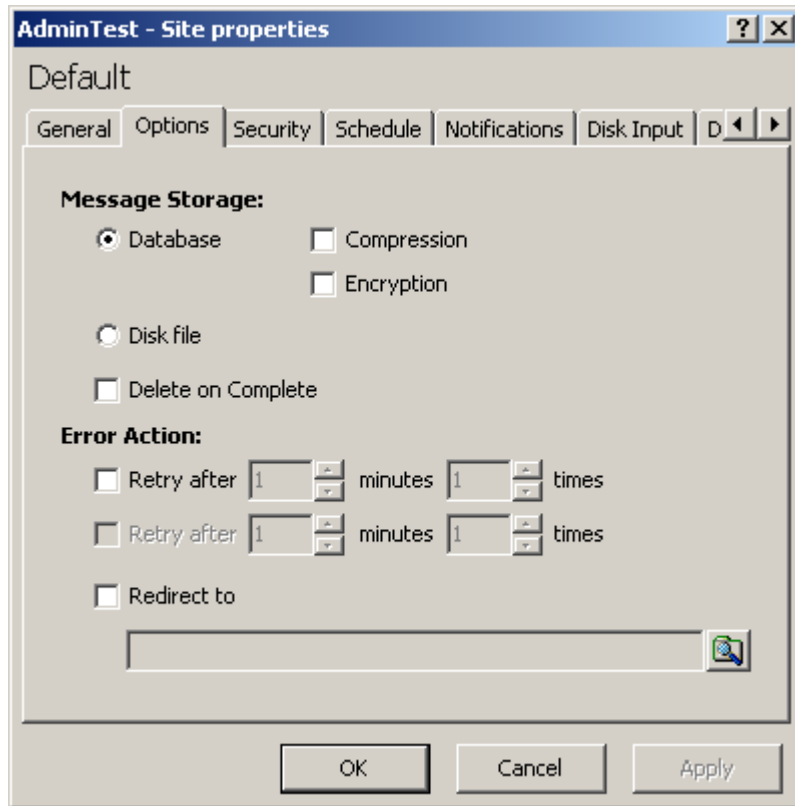 AdminTest - Site properties
Default
General Options Security Schedule Notifications Disk Input D
Message Storage:
Database Compression
Encryption
Disk file
Delete on Complete
Error Action:
Retry after 1 minutes 1 times
Retry after 1 minutes 1 times
Redirect to
OK Cancel Apply